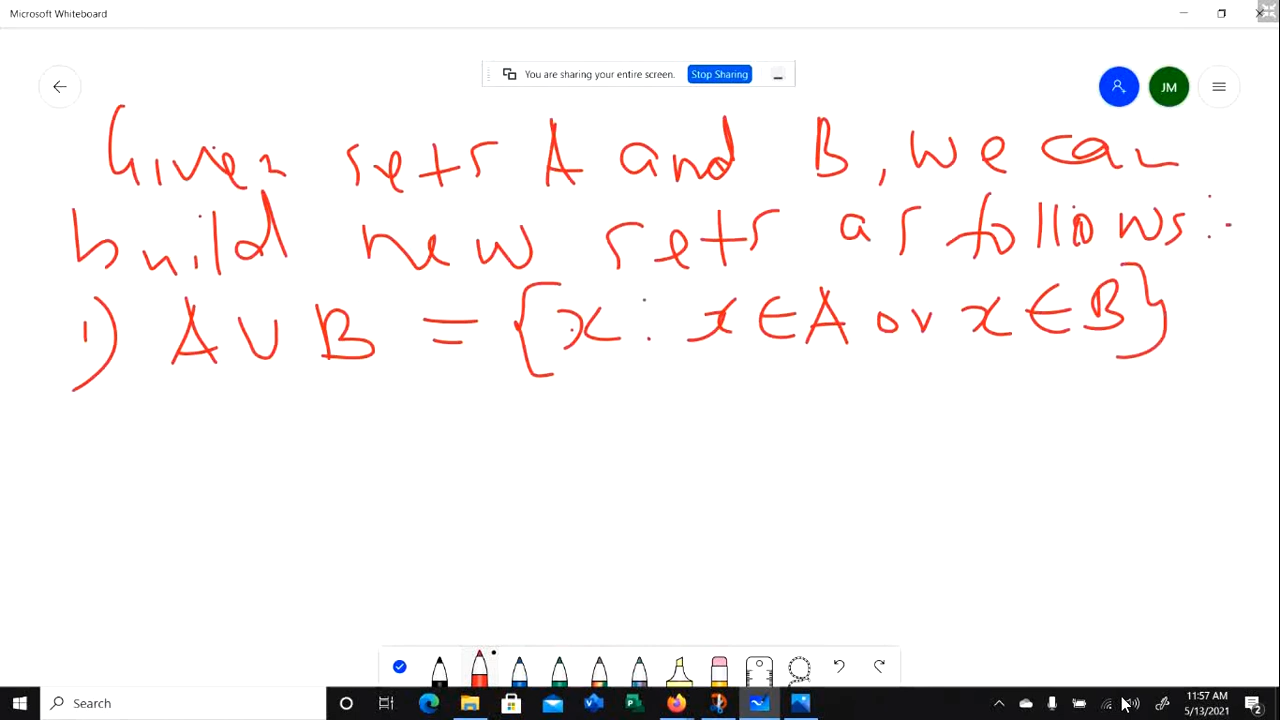 Microsoft Whiteboard
You are sharing your entire screen. Stop Sharing
JM
Given sets A and B, we can
build new sets as follows:-
1) A ∪ B = {x : x ∈ A or x ∈ B}
Search
11:57 AM
5/13/2021
2